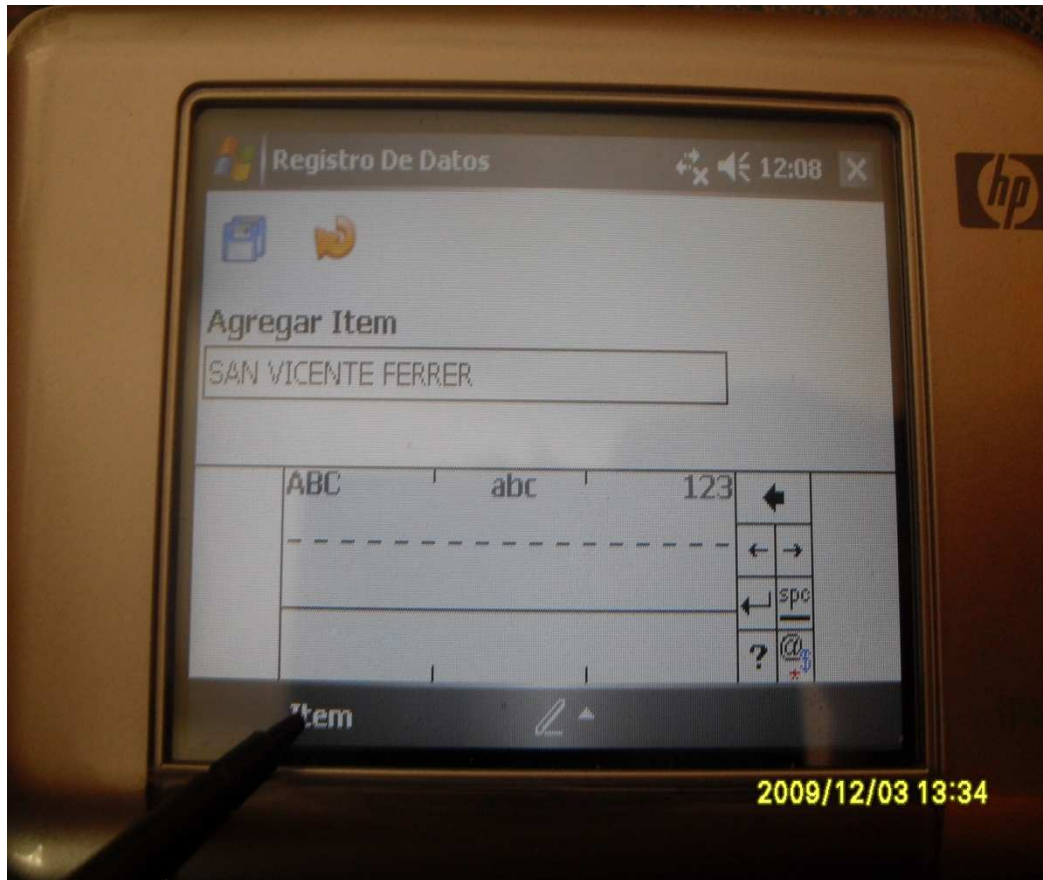 Registro De Datos 12:08 X
hp
Agregar Item
SAN VICENTE FERRER
ABC abc 123
spc
? @ * $
Item
2009/12/03 13:34